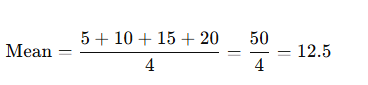 Mean = (5 + 10 + 15 + 20)/4 = 50/4 = 12.5